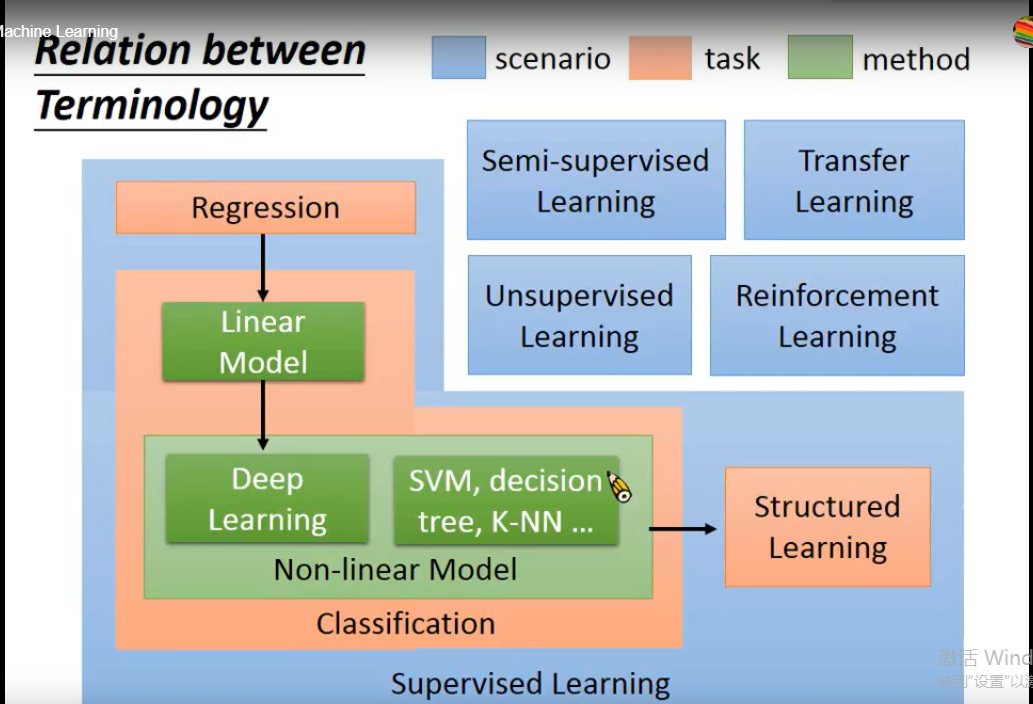 Machine Learning
Relation between
Terminology
scenario
task
method
Semi-supervised
Learning
Transfer
Learning
Regression
Unsupervised
Learning
Reinforcement
Learning
Linear
Model
Deep
Learning
SVM, decision
tree, K-NN ...
Non-linear Model
Structured
Learning
Classification
Supervised Learning
激活 Wind
转到“设置”以